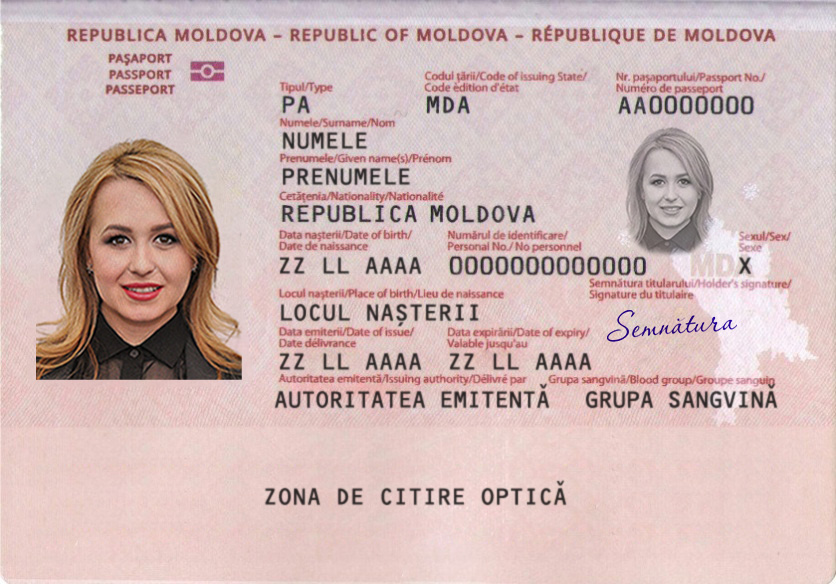 REPUBLICA MOLDOVA – REPUBLIC OF MOLDOVA – RÉPUBLIQUE DE MOLDOVA
PAŞAPORT
PASSPORT
PASSEPORT
Tipul/Type
PA
Codul ţării/Code of issuing State/
Code édition d'état
MDA
Nr. paşaportului/Passport No./
Numéro de passeport
AA0000000
Numele/Surname/Nom
NUMELE
Prenumele/Given name(s)/Prénom
PRENUMELE
Cetăţenia/Nationality/Nationalité
REPUBLICA MOLDOVA
Data naşterii/Date of birth/
Date de naissance
ZZ LL AAAA
Numărul de identificare/
Personal No./ No personnel
0000000000000
Sexul/Sex/
Sexe
MDA
X
Locul naşterii/Place of birth/Lieu de naissance
LOCUL NAŞTERII
Semnătura titularului/Holder's signature/
Signature du titulaire
Semnătura
Data emiterii/Date of issue/
Date délivrance
ZZ LL AAAA
Data expirării/Date of expiry/
Valable jusqu'au
ZZ LL AAAA
Autoritatea emitentă/Issuing authority/Délivré par
AUTORITATEA EMITENTĂ
Grupa sangvină/Blood group/Groupe sanguin
GRUPA SANGVINĂ
ZONA DE CITIRE OPTICĂ